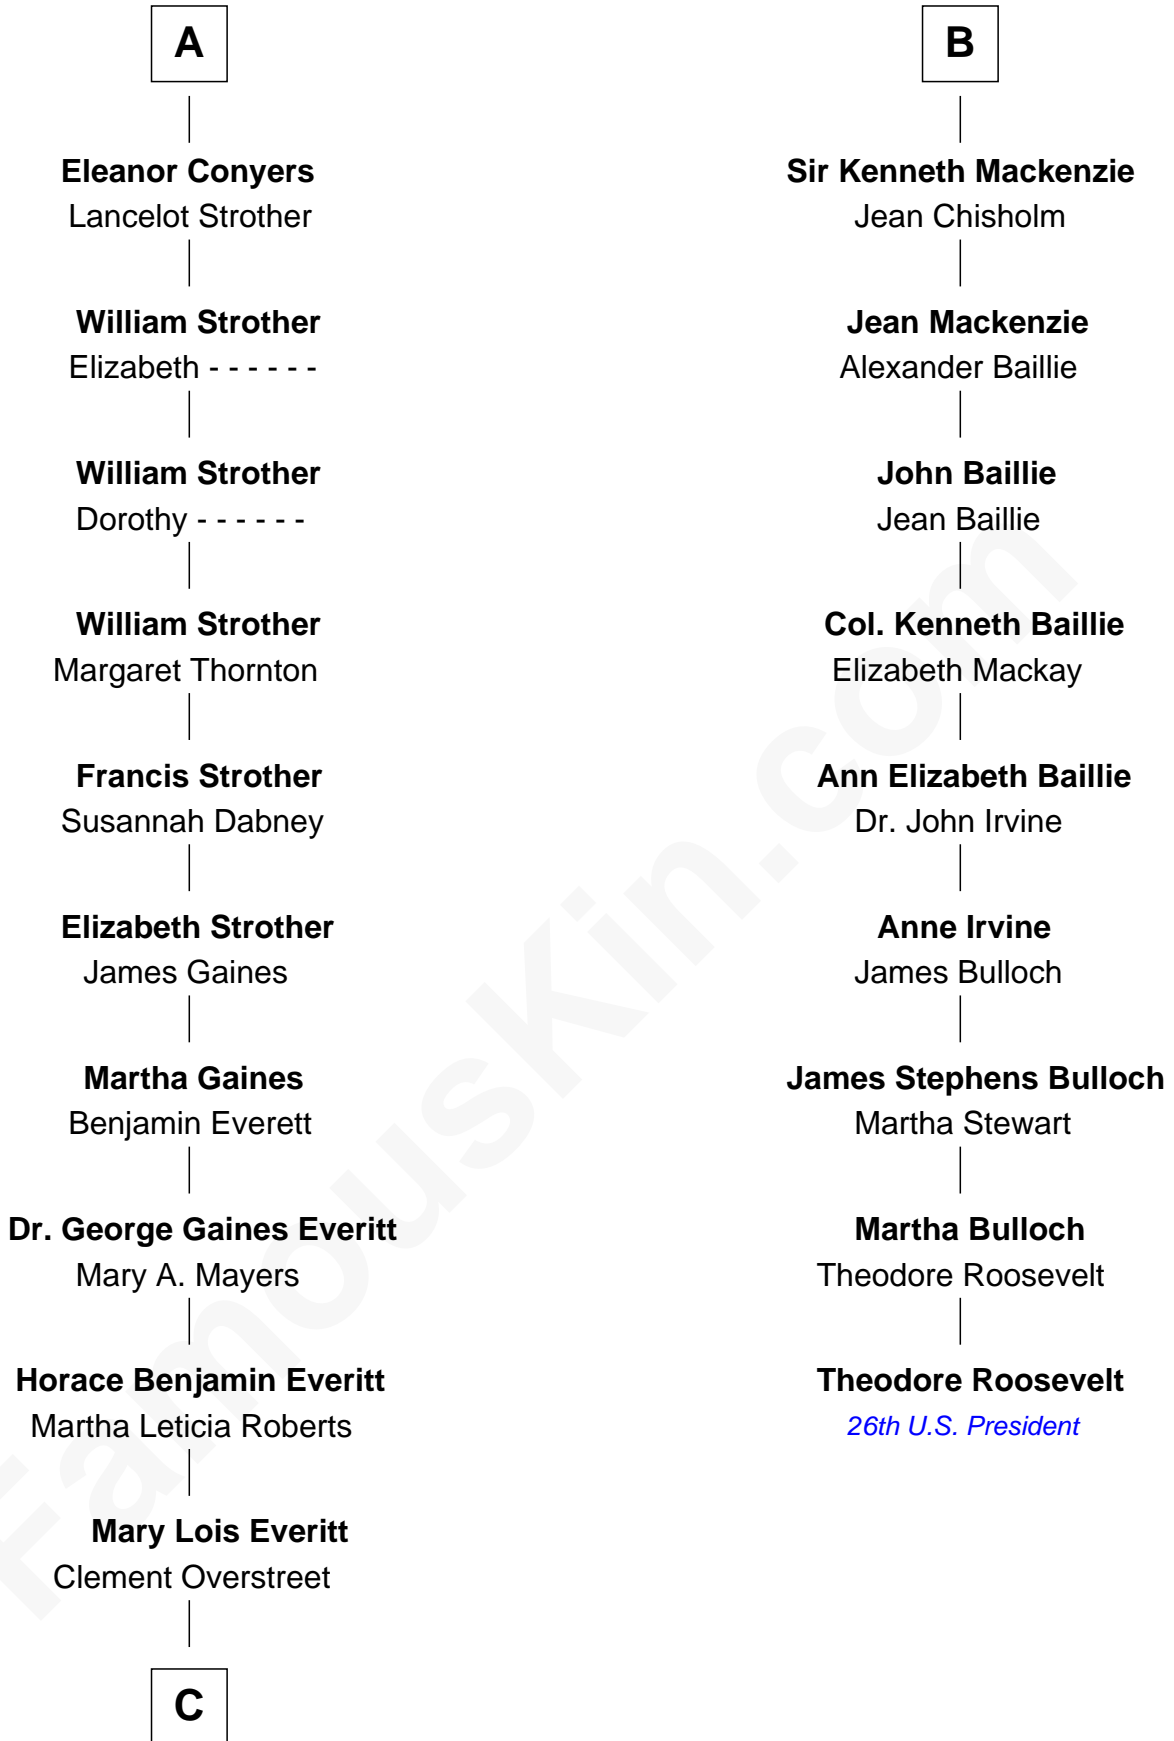 A
Eleanor Conyers
Lancelot Strother
William Strother
Elizabeth - - - - - -
William Strother
Dorothy - - - - - -
William Strother
Margaret Thornton
Francis Strother
Susannah Dabney
Elizabeth Strother
James Gaines
Martha Gaines
Benjamin Everett
Dr. George Gaines Everitt
Mary A. Mayers
Horace Benjamin Everitt
Martha Leticia Roberts
Mary Lois Everitt
Clement Overstreet
C
B
Sir Kenneth Mackenzie
Jean Chisholm
Jean Mackenzie
Alexander Baillie
John Baillie
Jean Baillie
Col. Kenneth Baillie
Elizabeth Mackay
Ann Elizabeth Baillie
Dr. John Irvine
Anne Irvine
James Bulloch
James Stephens Bulloch
Martha Stewart
Martha Bulloch
Theodore Roosevelt
Theodore Roosevelt
26th U.S. President
FamousKin.com